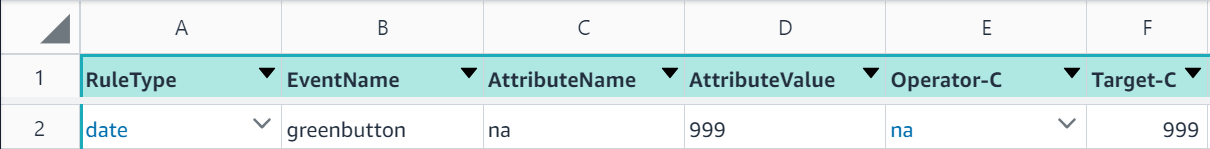 A B C D E F
1 RuleType EventName AttributeName AttributeValue Operator-C Target-C
2 date greenbutton na 999 na 999